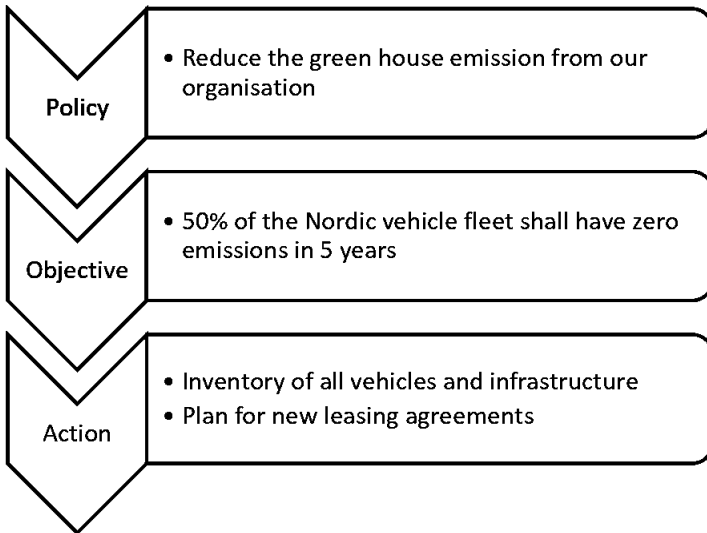 Policy
• Reduce the green house emission from our
organisation
Objective
• 50% of the Nordic vehicle fleet shall have zero
emissions in 5 years
Action
• Inventory of all vehicles and infrastructure
• Plan for new leasing agreements